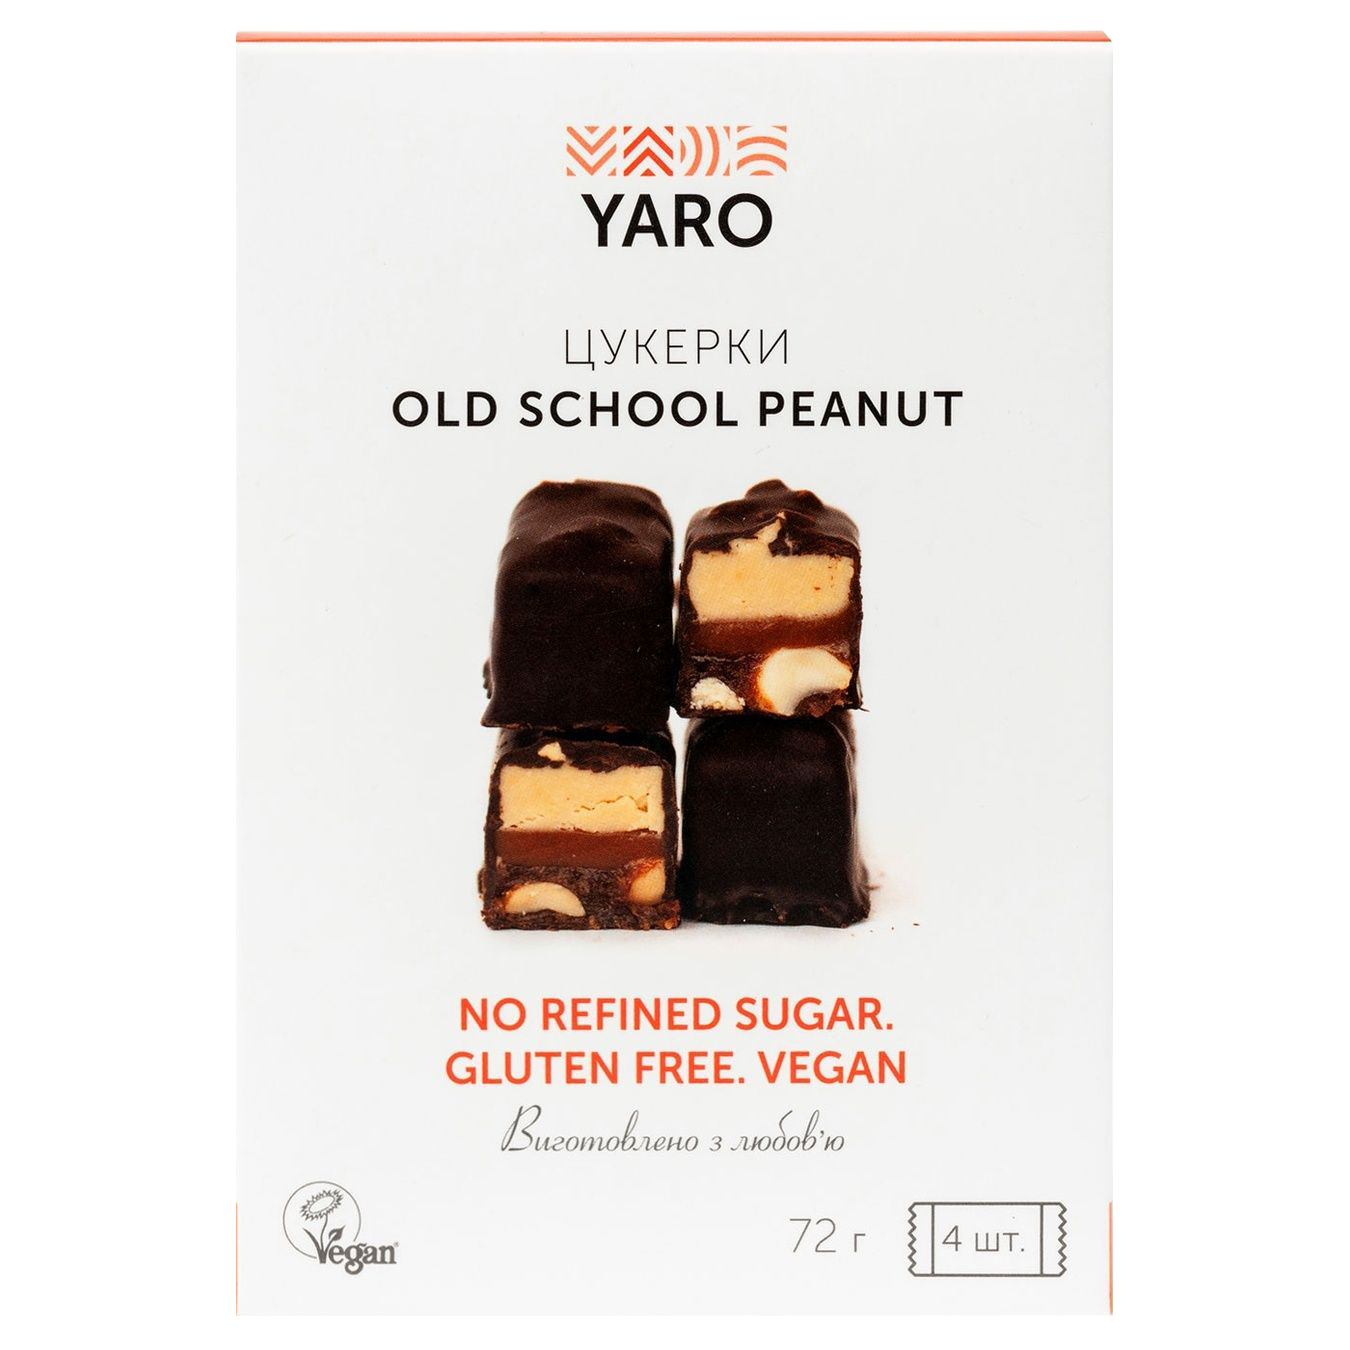 YARO
ЦУКЕРКИ
OLD SCHOOL PEANUT
NO REFINED SUGAR.
GLUTEN FREE. VEGAN
Виготовлено з любов'ю
Vegan
72 г
4 шт.